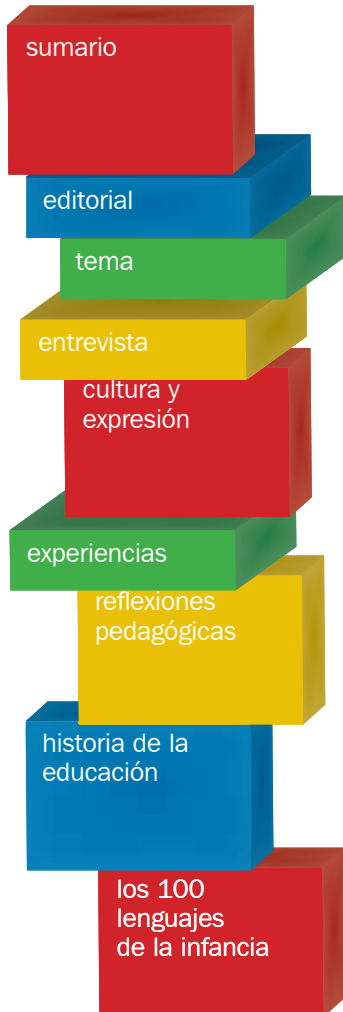 sumario
editorial
tema
entrevista
cultura y
expresión
experiencias
reflexiones
pedagógicas
historia de la
educación
los 100
lenguajes
de la infancia